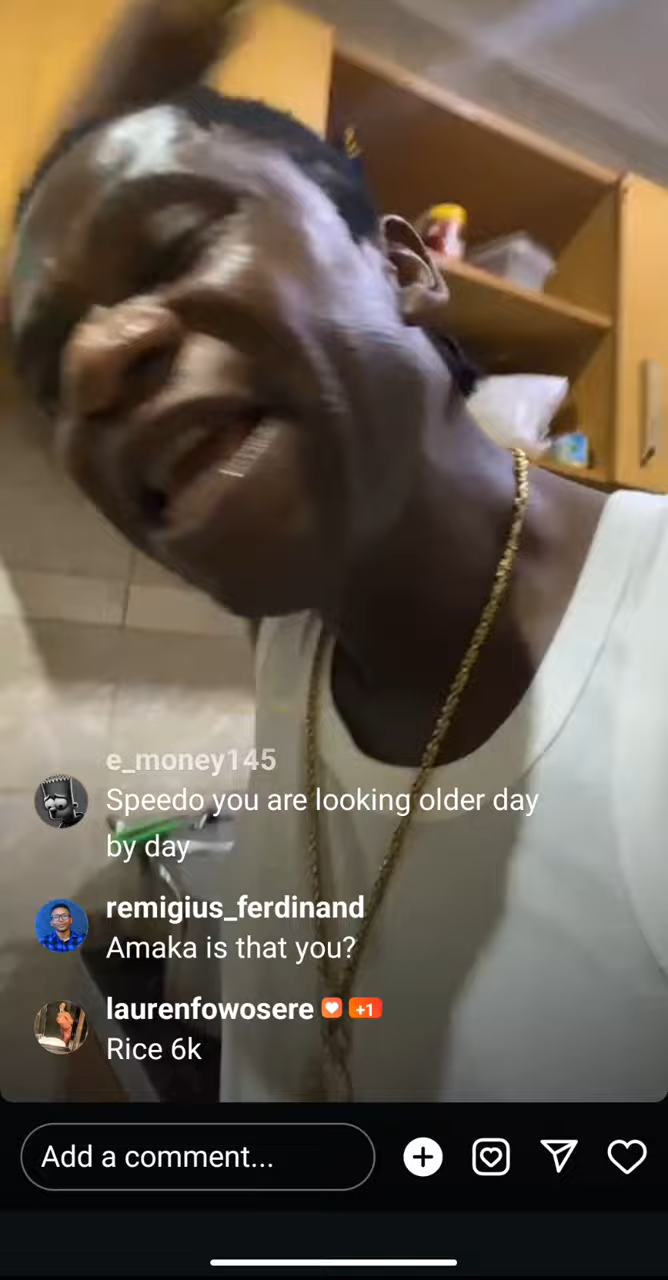 e_money145
Speedo you are looking older day
by day
remigius_ferdinand
Amaka is that you?
laurenfowosere +1
Rice 6k
Add a comment...